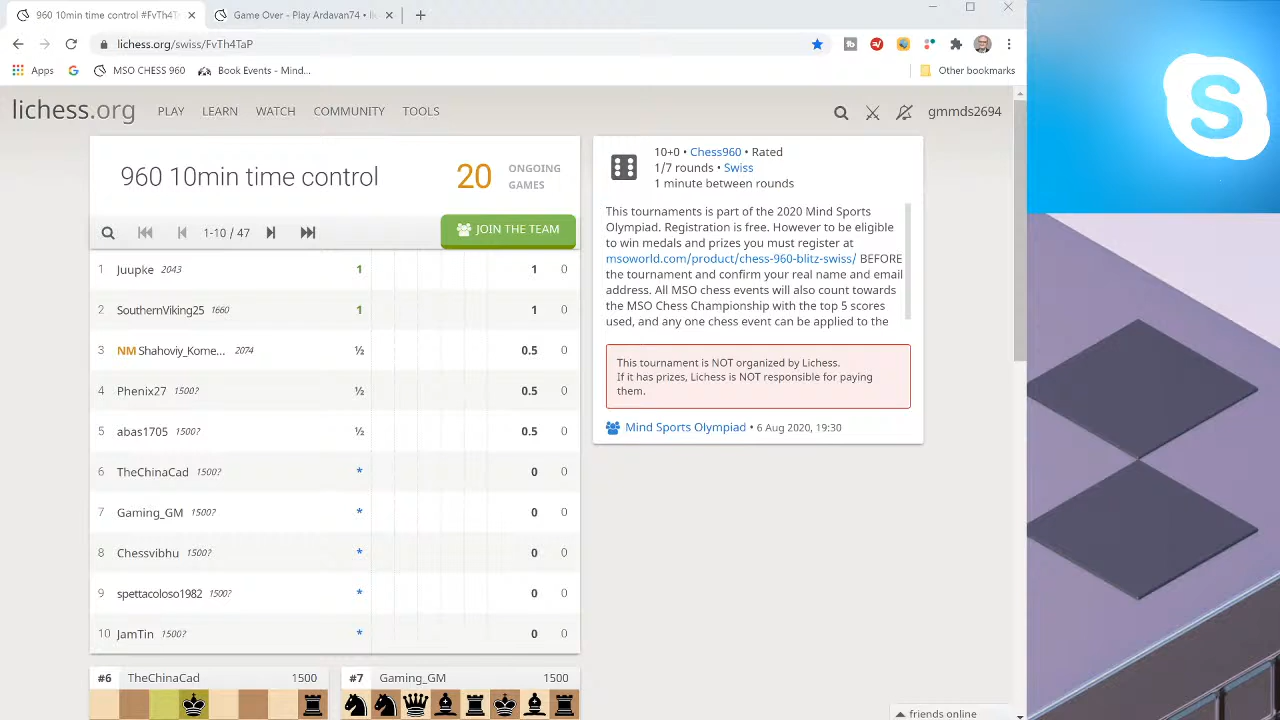 960 10min time control #FvTh4T
Game Over - Play Ardavan74 •
lichess.org/swiss/FvTh4TaP
Apps
MSO CHESS 960
Book Events - Mind...
Other bookmarks
lichess.org PLAY LEARN WATCH COMMUNITY TOOLS gmmds2694
960 10min time control
20 ONGOING GAMES
1-10 / 47
JOIN THE TEAM
1 Juupke 2043 1 1 0
2 SouthernViking25 1660 1 1 0
3 NM Shahoviy_Kome... 2074 ½ 0.5 0
4 Phenix27 1500? ½ 0.5 0
5 abas1705 1500? ½ 0.5 0
6 TheChinaCad 1500? * 0 0
7 Gaming_GM 1500? * 0 0
8 Chessvibhu 1500? * 0 0
9 spettacoloso1982 1500? * 0 0
10 JamTin 1500? * 0 0
#6 TheChinaCad 1500
#7 Gaming_GM 1500
10+0 • Chess960 • Rated
1/7 rounds • Swiss
1 minute between rounds
This tournaments is part of the 2020 Mind Sports
Olympiad. Registration is free. However to be eligible
to win medals and prizes you must register at
msoworld.com/product/chess-960-blitz-swiss/ BEFORE
the tournament and confirm your real name and email
address. All MSO chess events will also count towards
the MSO Chess Championship with the top 5 scores
used, and any one chess event can be applied to the
This tournament is NOT organized by Lichess.
If it has prizes, Lichess is NOT responsible for paying
them.
Mind Sports Olympiad • 6 Aug 2020, 19:30
friends online
S